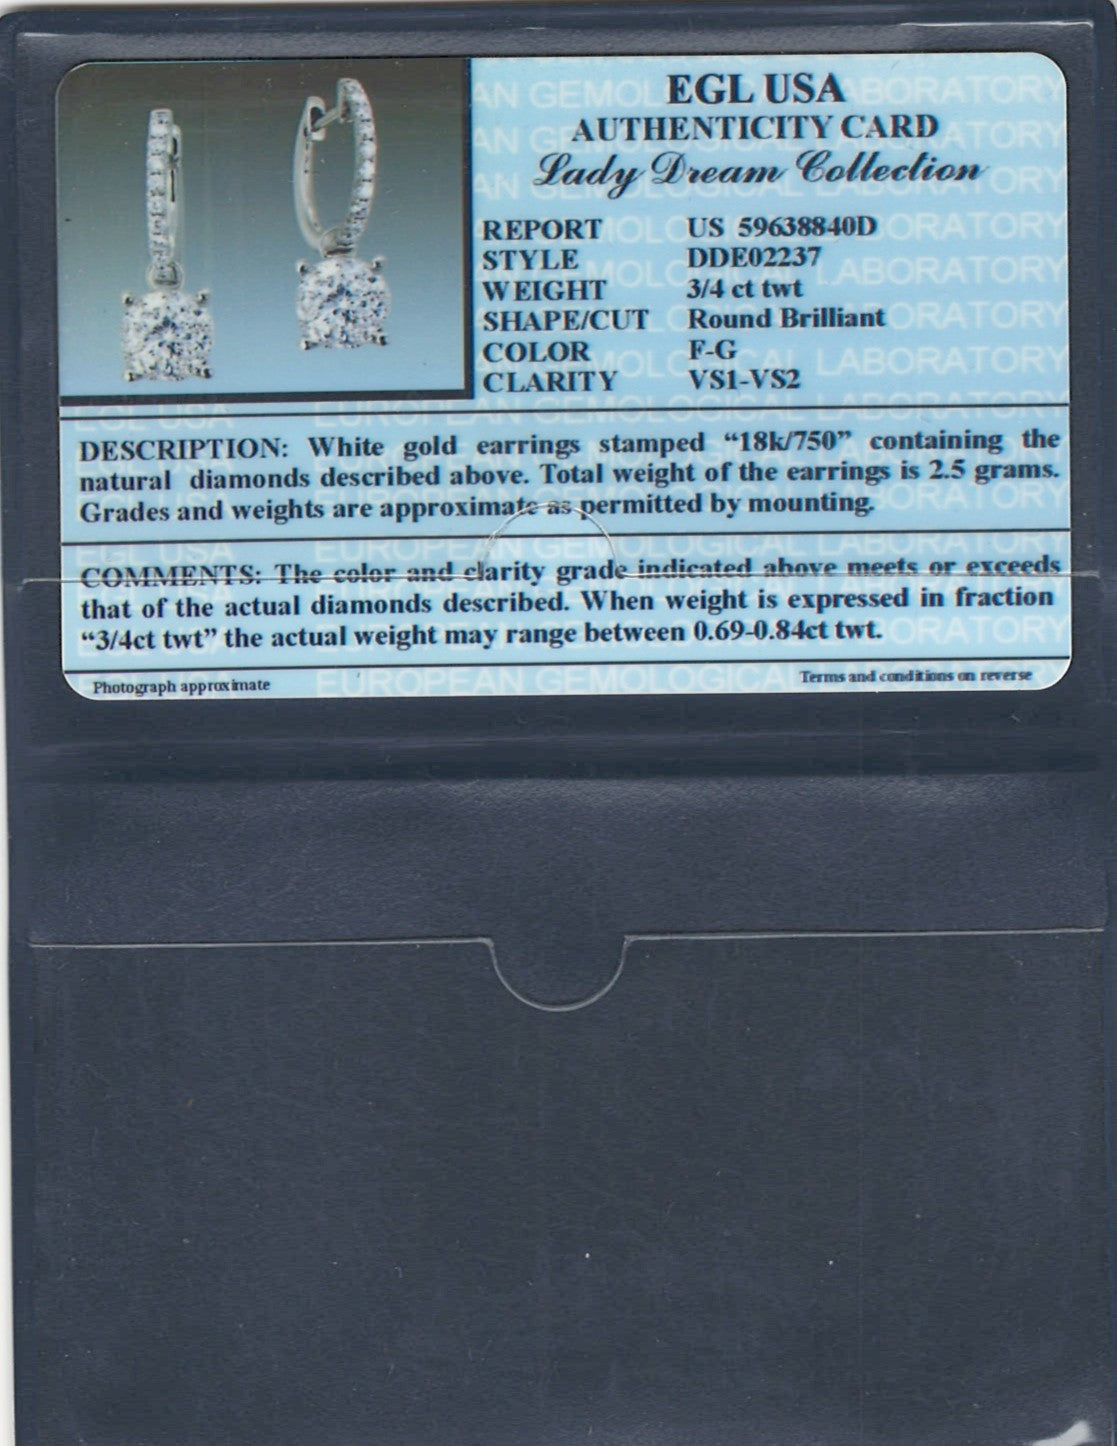 EGL USA
AUTHENTICITY CARD
Lady Dream Collection
REPORT US 59638840D
STYLE DDE02237
WEIGHT 3/4 ct twt
SHAPE/CUT Round Brilliant
COLOR F-G
CLARITY VS1-VS2
DESCRIPTION: White gold earrings stamped “18k/750” containing the
natural diamonds described above. Total weight of the earrings is 2.5 grams.
Grades and weights are approximate as permitted by mounting.
COMMENTS: The color and clarity grade indicated above meets or exceeds
that of the actual diamonds described. When weight is expressed in fraction
“3/4ct twt” the actual weight may range between 0.69-0.84ct twt.
Photograph approximate
Terms and conditions on reverse